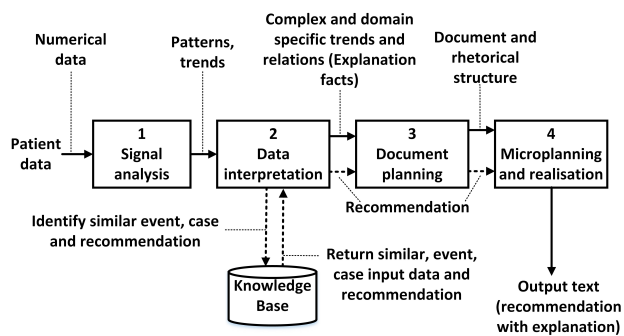 Numerical
data
Patterns,
trends
Complex and domain
specific trends and
relations (Explanation
facts)
Document and
rhetorical
structure
Patient
data
1
Signal
analysis
2
Data
interpretation
3
Document
planning
4
Microplanning
and realisation
Recommendation
Identify similar event, case
and recommendation
Return similar, event,
case input data and
recommendation
Knowledge
Base
Output text
(recommendation
with explanation)